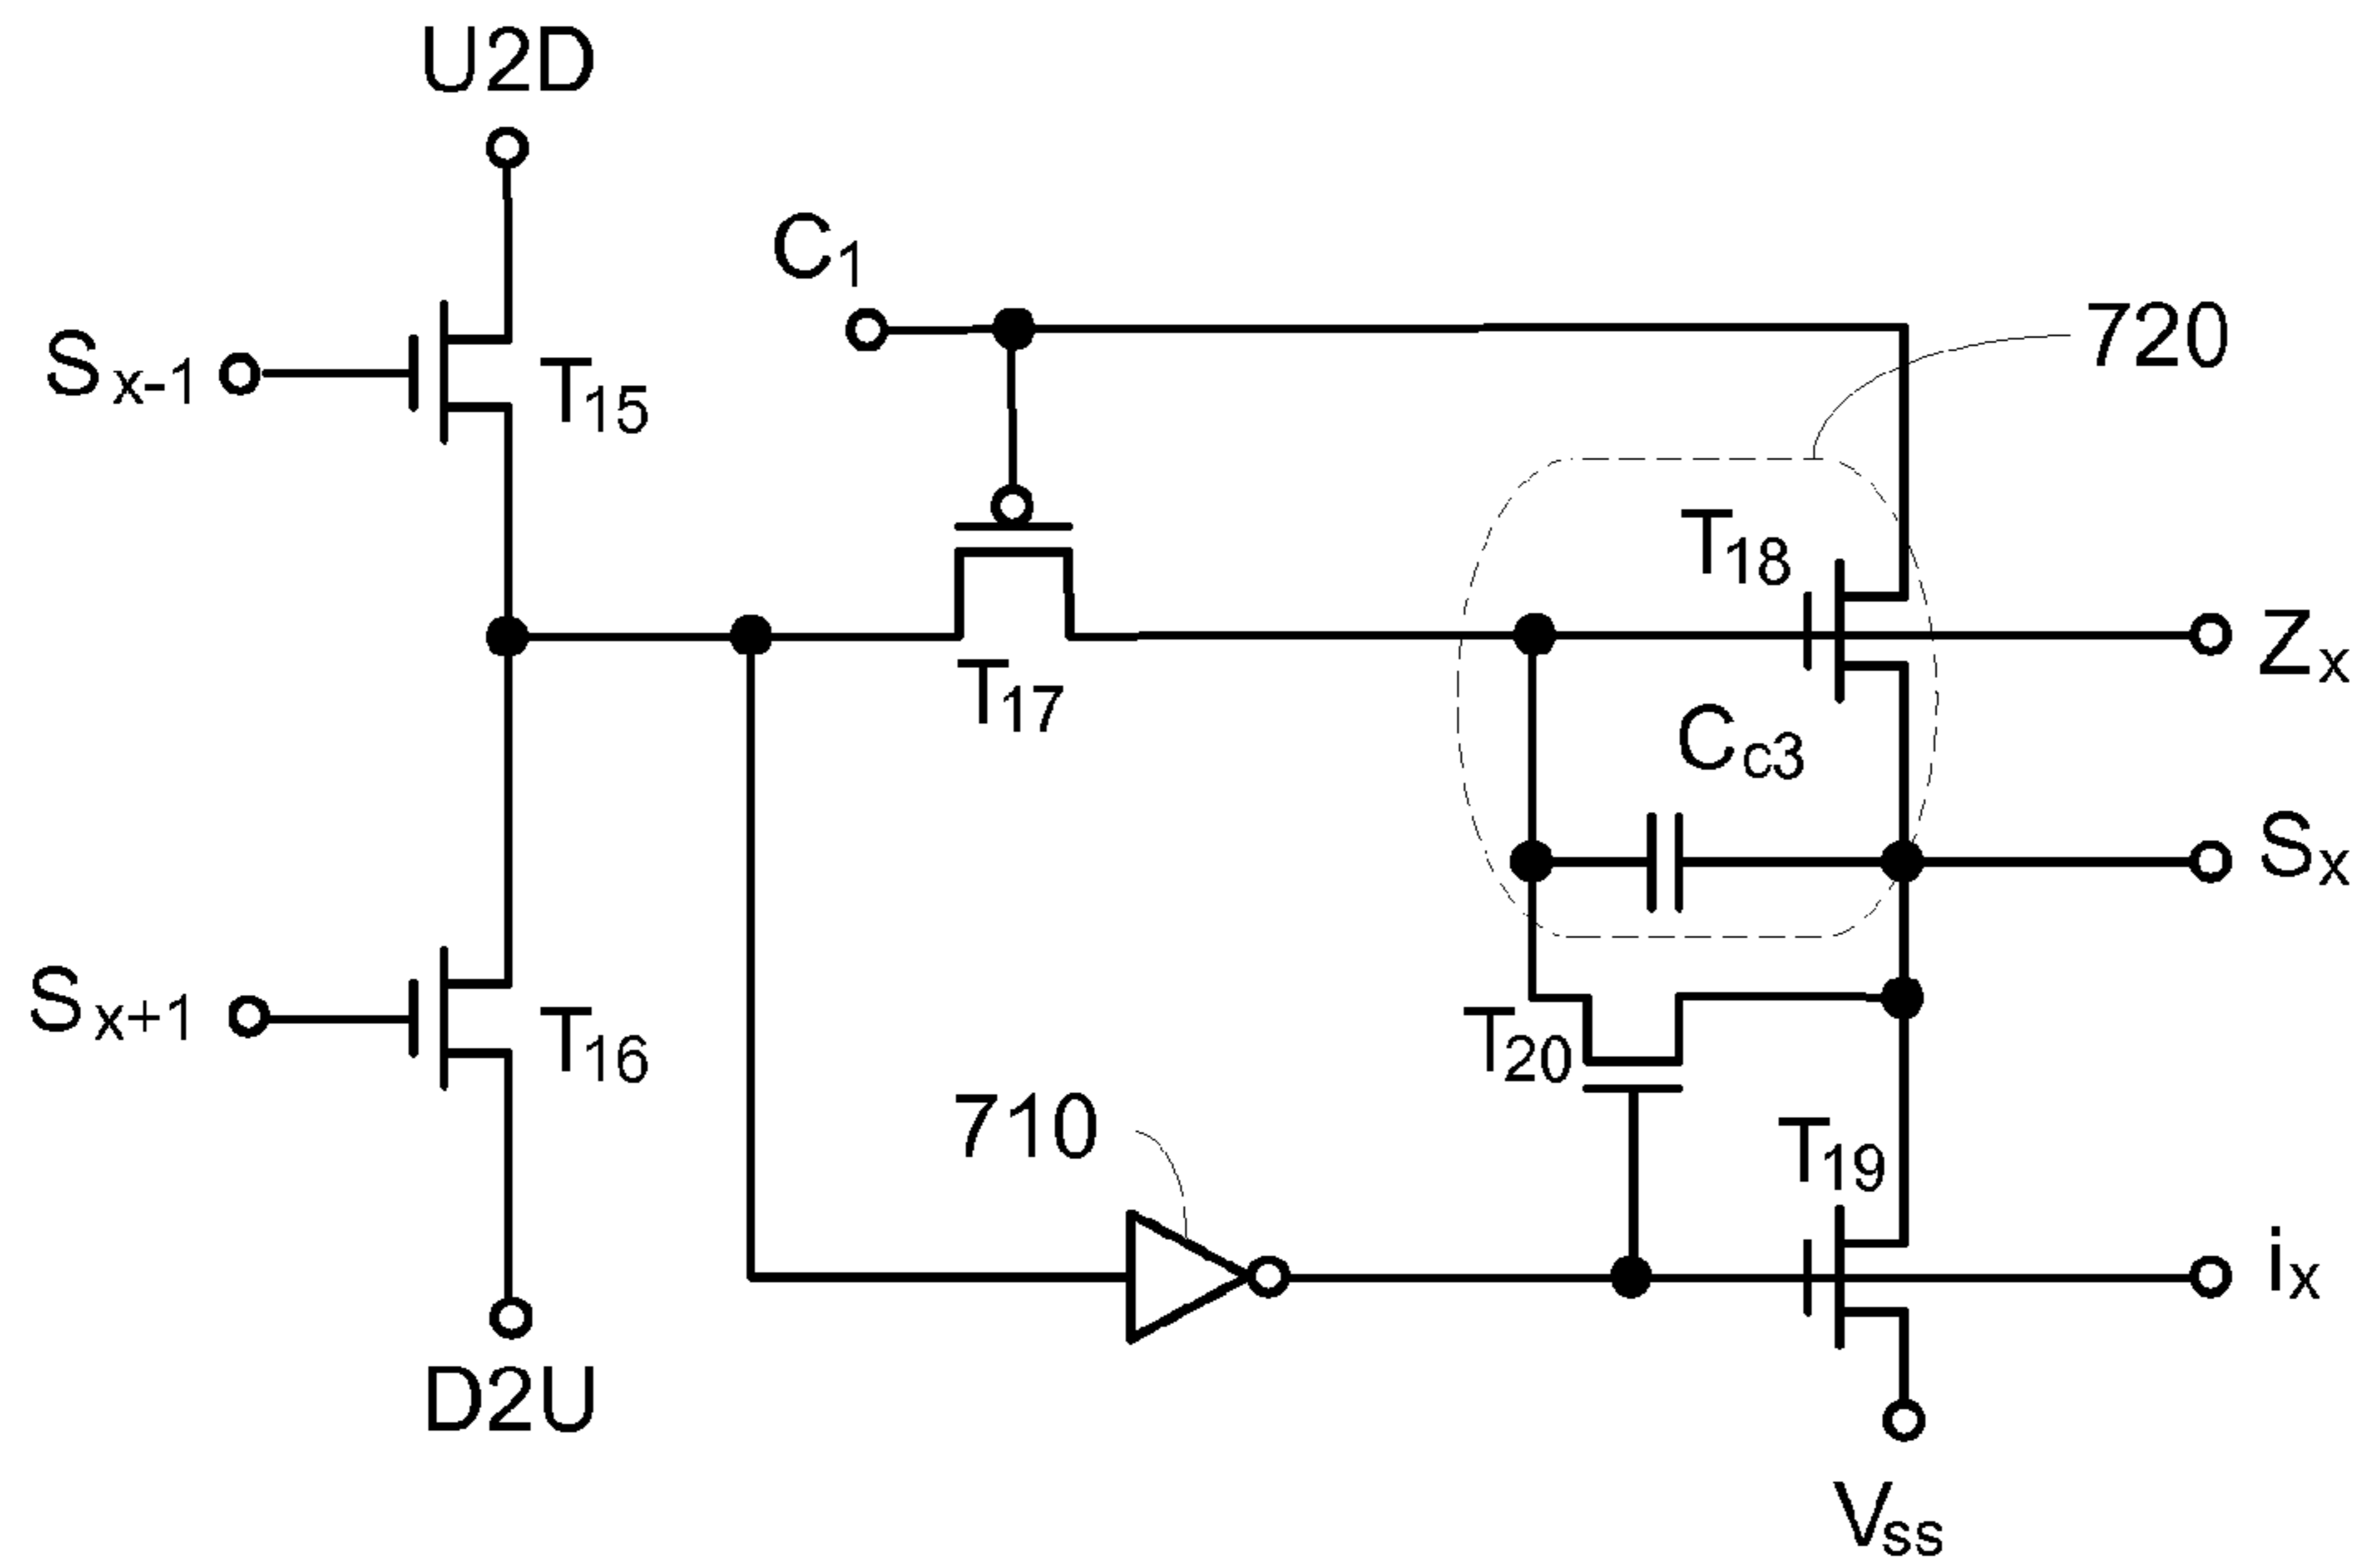 U2D
C1
720
Sx-1
T15
T18
Zx
T17
Cc3
Sx
Sx+1
T16
T20
710
T19
ix
D2U
Vss